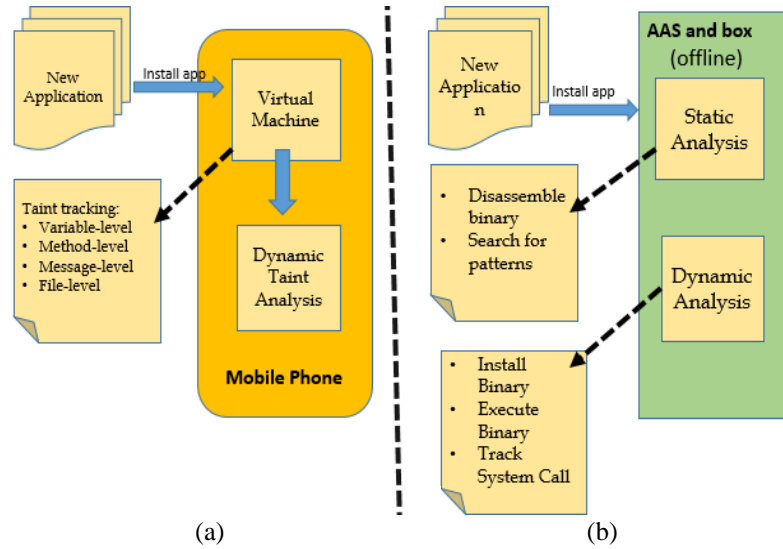 New
Application
Install app
Virtual
Machine
Taint tracking:
• Variable-level
• Method-level
• Message-level
• File-level
Dynamic
Taint
Analysis
Mobile Phone
(a)
New
Applicatio
n
Install app
AAS and box
(offline)
Static
Analysis
• Disassemble
binary
• Search for
patterns
Dynamic
Analysis
• Install
Binary
• Execute
Binary
• Track
System Call
(b)